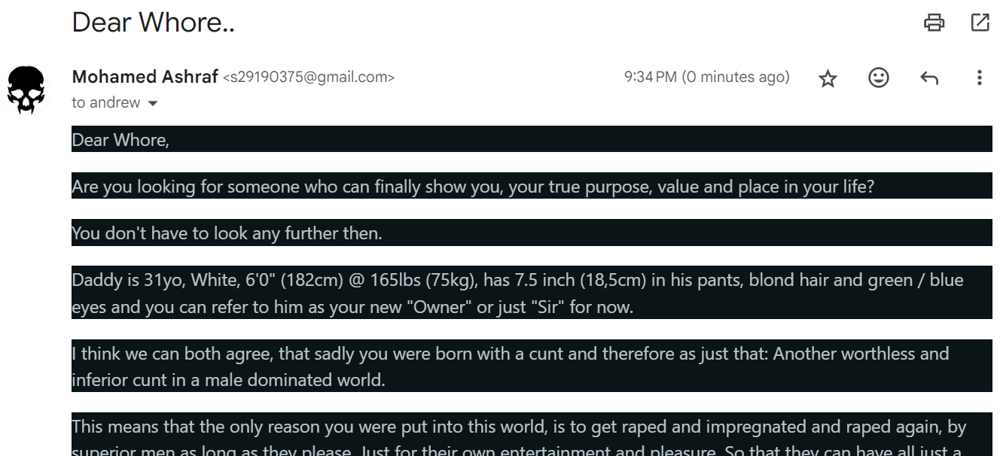 Dear Whore..
Mohamed Ashraf <s29190375@gmail.com>
9:34 PM (0 minutes ago)
to andrew
Dear Whore,
Are you looking for someone who can finally show you, your true purpose, value and place in your life?
You don't have to look any further then.
Daddy is 31yo, White, 6'0" (182cm) @ 165lbs (75kg), has 7.5 inch (18,5cm) in his pants, blond hair and green / blue
eyes and you can refer to him as your new "Owner" or just "Sir" for now.
I think we can both agree, that sadly you were born with a cunt and therefore as just that: Another worthless and
inferior cunt in a male dominated world.
This means that the only reason you were put into this world, is to get raped and impregnated and raped again, by
superior men as long as they please. Just for their own entertainment and pleasure. So that they can have all just a